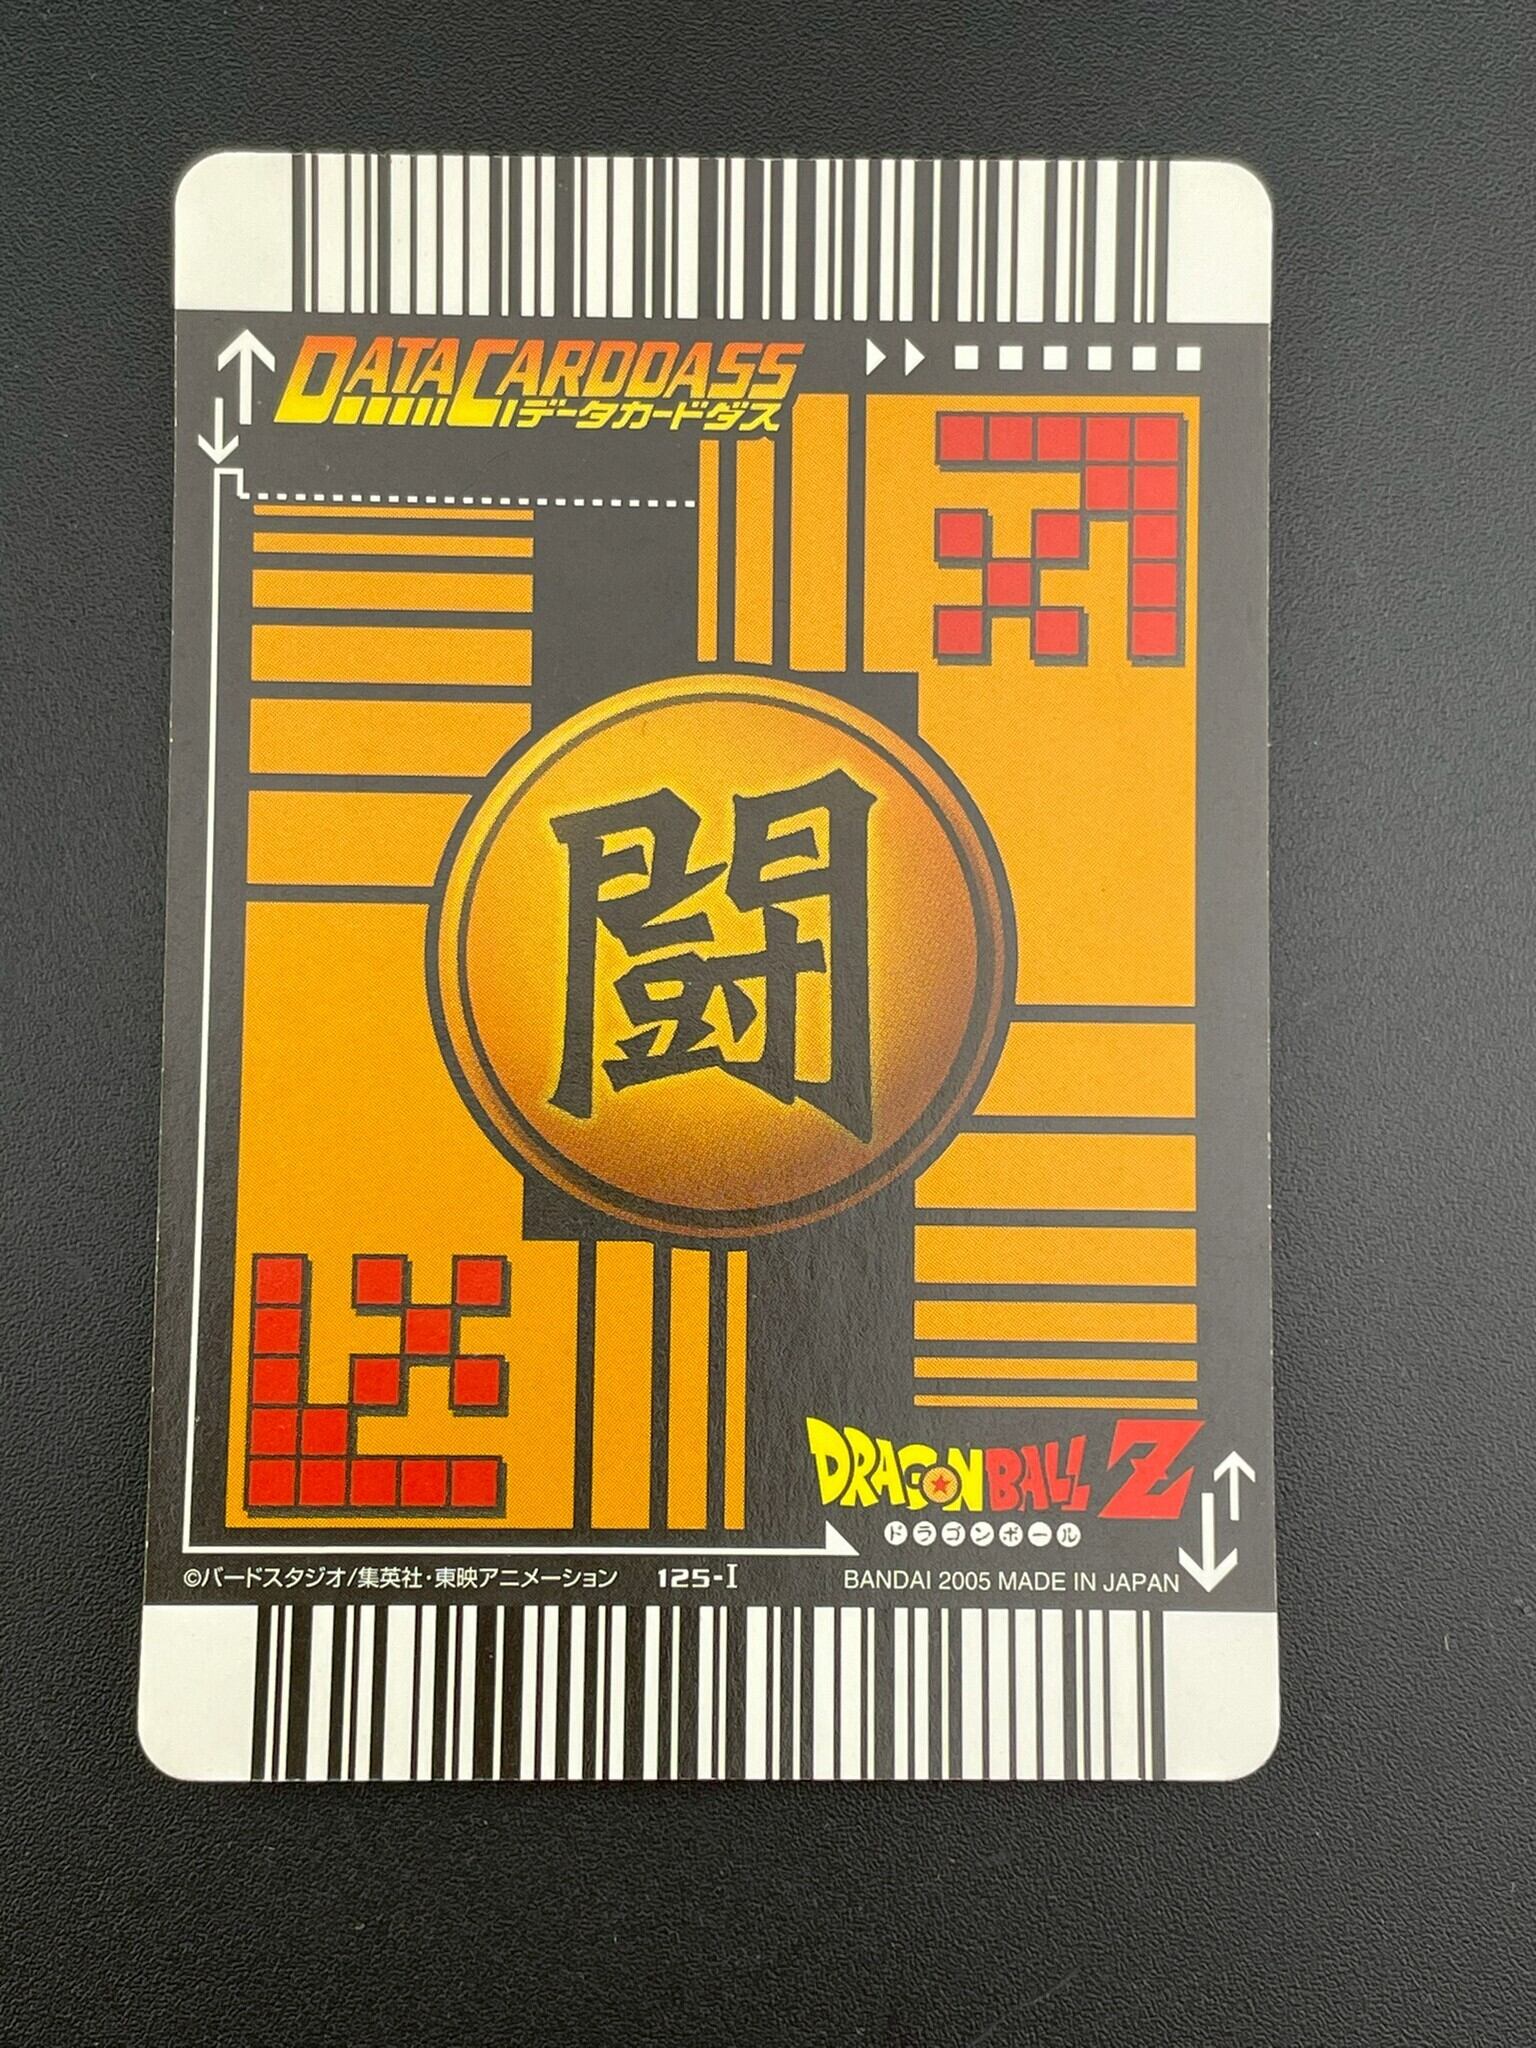 DATACARDDASS
データカードダス
闘
DRAGONBALL Z
ドラゴンボール
©バードスタジオ/集英社・東映アニメーション 125-I BANDAI 2005 MADE IN JAPAN